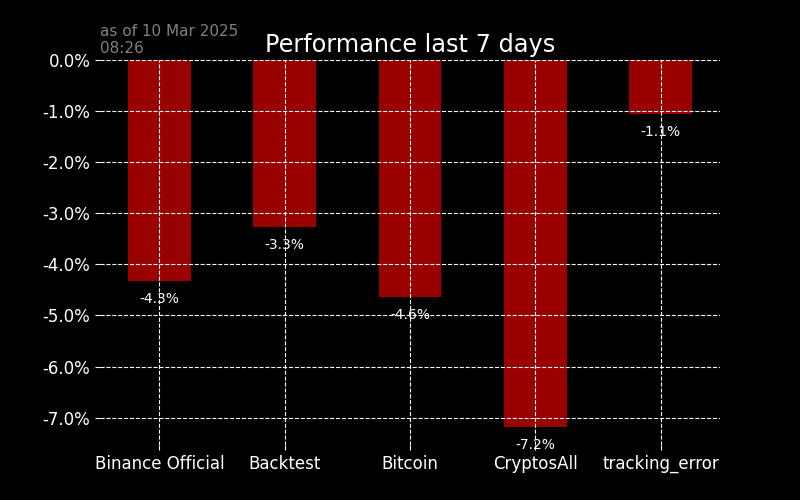 as of 10 Mar 2025
08:26
Performance last 7 days
0.0%
-1.0%
-2.0%
-3.0%
-4.0%
-5.0%
-6.0%
-7.0%
-4.3%
-3.3%
-4.6%
-7.2%
-1.1%
Binance Official
Backtest
Bitcoin
CryptosAll
tracking_error